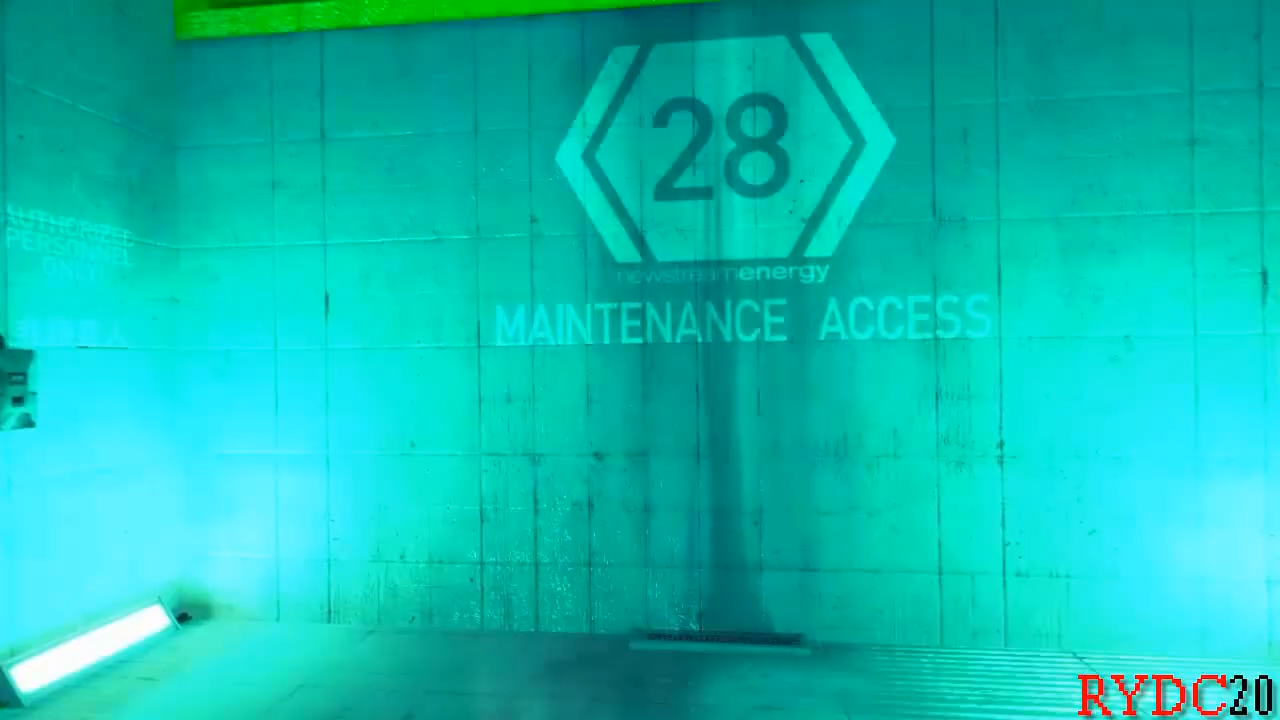 28
newstreamenergy
MAINTENANCE ACCESS
AUTHORIZED
PERSONNEL
ONLY!
RYDC20